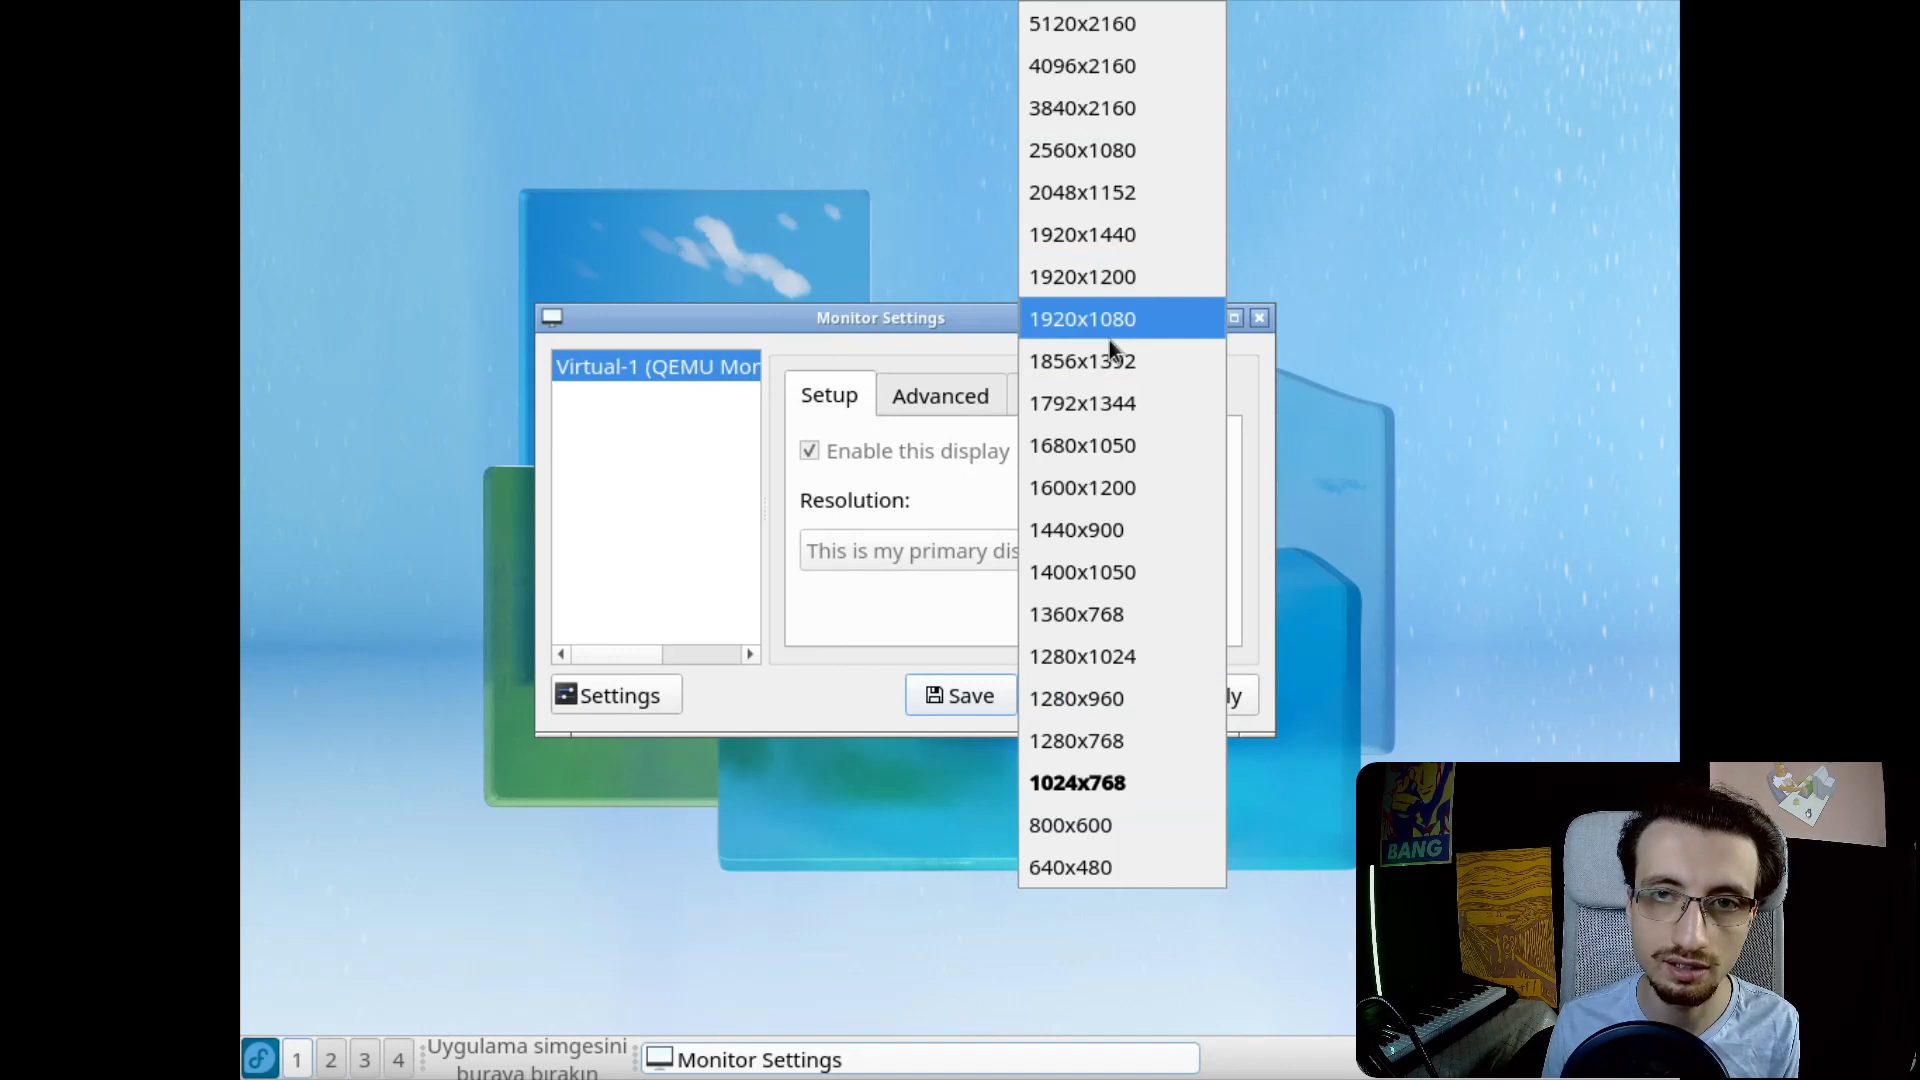 5120x2160
4096x2160
3840x2160
2560x1080
2048x1152
1920x1440
1920x1200
1920x1080
1856x1392
1792x1344
1680x1050
1600x1200
1440x900
1400x1050
1360x768
1280x1024
1280x960
1280x768
1024x768
800x600
640x480
Monitor Settings
Virtual-1 (QEMU Mon
Setup Advanced
Enable this display
Resolution:
This is my primary dis
Settings Save ly
BANG
1 2 3 4 Uygulama simgesini
buraya bırakın
Monitor Settings